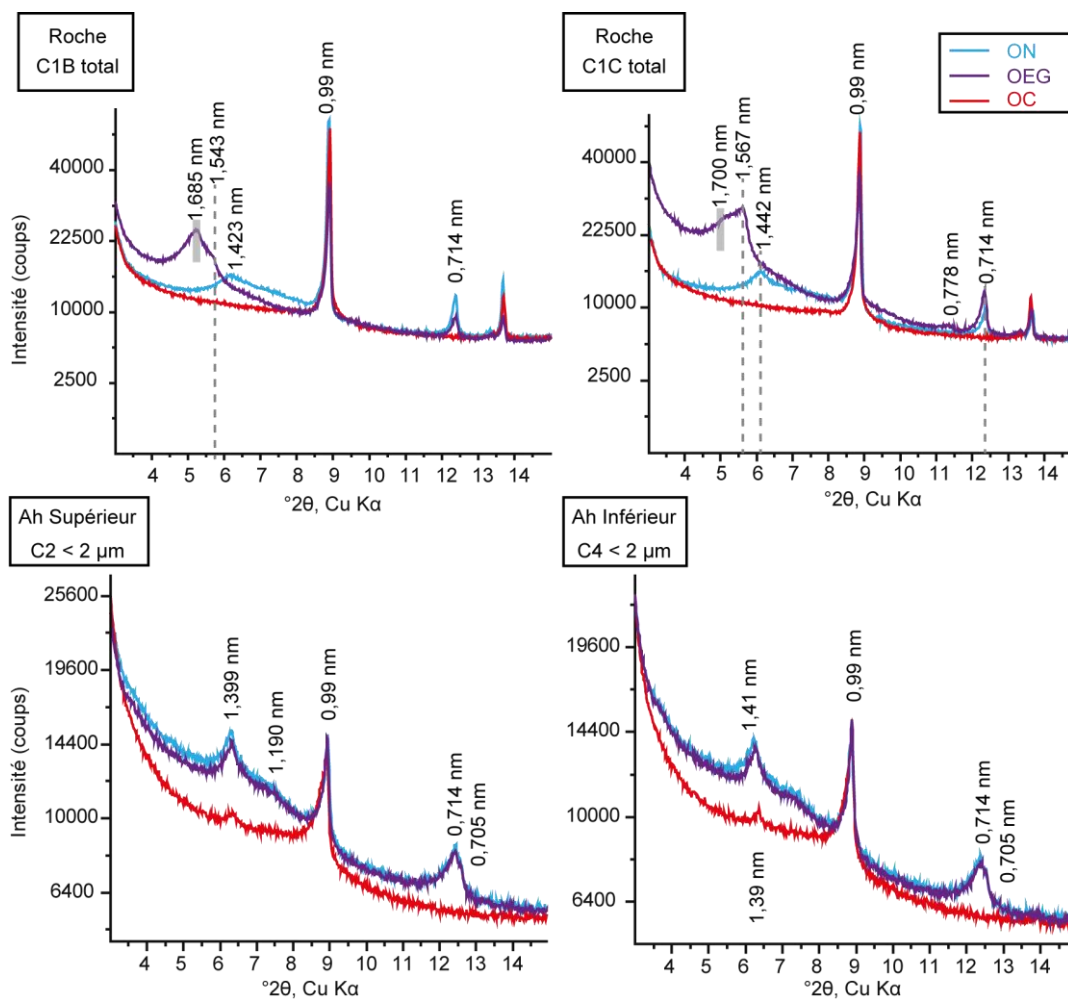 Roche
C1B total
Roche
C1C total
ON
OEG
OC
Intensité (coups)
40000
22500
10000
2500
1,685 nm
1,543 nm
1,423 nm
0,99 nm
0,714 nm
4 5 6 7 8 9 10 11 12 13 14
°2θ, Cu Kα
Intensité (coups)
40000
22500
10000
2500
1,700 nm
1,567 nm
1,442 nm
0,99 nm
0,778 nm
0,714 nm
4 5 6 7 8 9 10 11 12 13 14
°2θ, Cu Kα
Ah Supérieur
C2 < 2 µm
Ah Inférieur
C4 < 2 µm
Intensité (coups)
25600
19600
14400
10000
6400
1,399 nm
1,190 nm
0,99 nm
0,714 nm
0,705 nm
4 5 6 7 8 9 10 11 12 13 14
°2θ, Cu Kα
19600
14400
10000
6400
1,41 nm
1,39 nm
0,99 nm
0,714 nm
0,705 nm
4 5 6 7 8 9 10 11 12 13 14
°2θ, Cu Kα